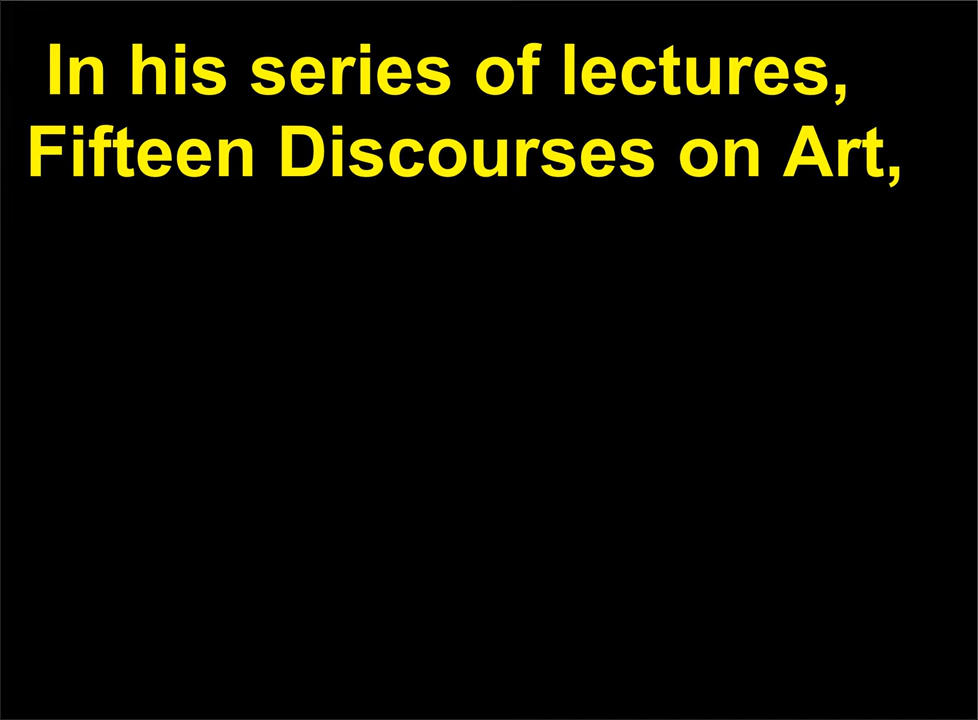 In his series of lectures,
Fifteen Discourses on Art,